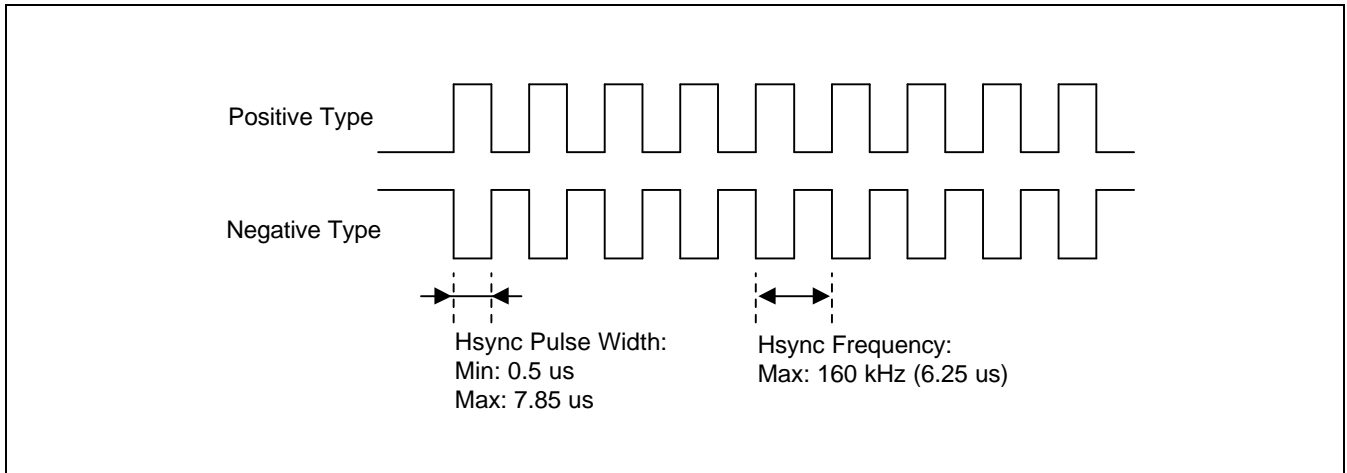 Positive Type
Negative Type
Hsync Pulse Width:
Min: 0.5 us
Max: 7.85 us
Hsync Frequency:
Max: 160 kHz (6.25 us)